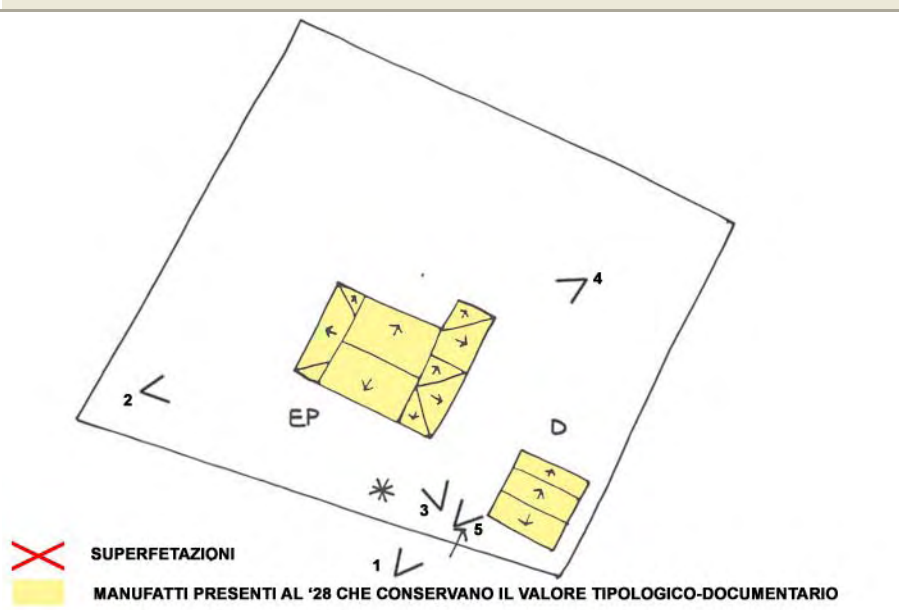 4
2
EP
D
3
5
1
SUPERFETAZIONI
MANUFATTI PRESENTI AL ‘28 CHE CONSERVANO IL VALORE TIPOLOGICO-DOCUMENTARIO